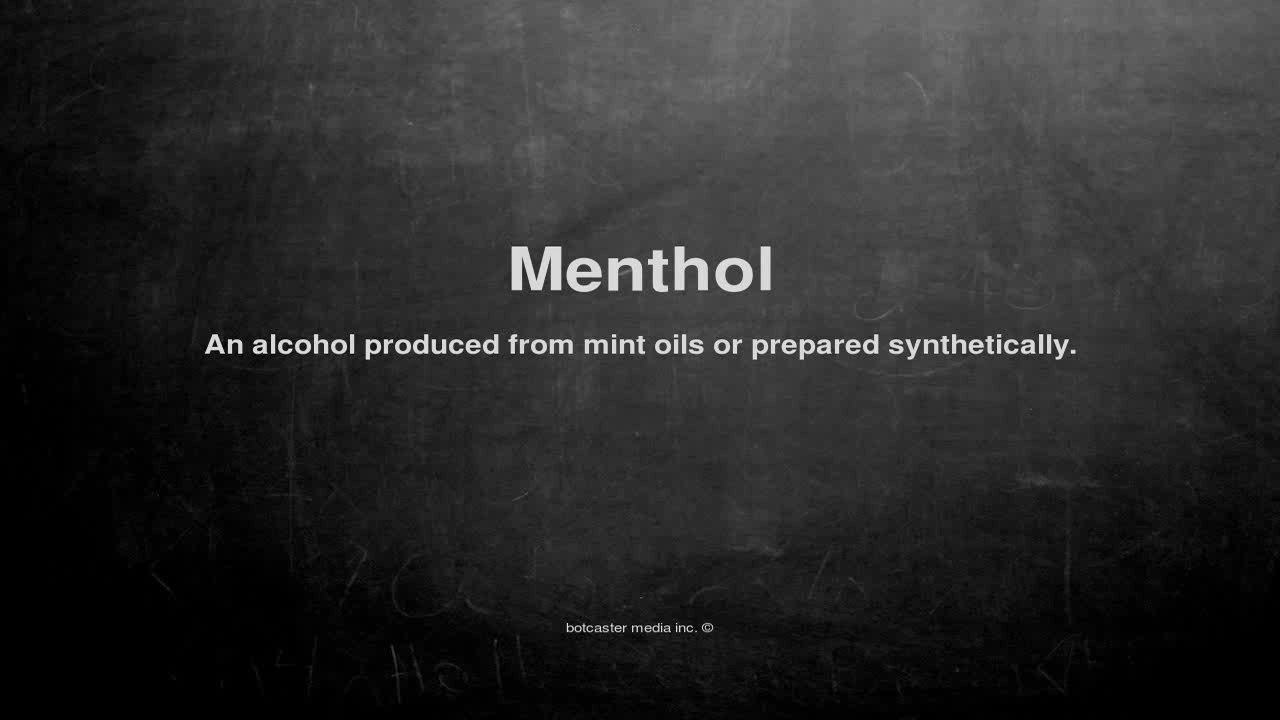 Menthol
An alcohol produced from mint oils or prepared synthetically.
botcaster media inc. ©